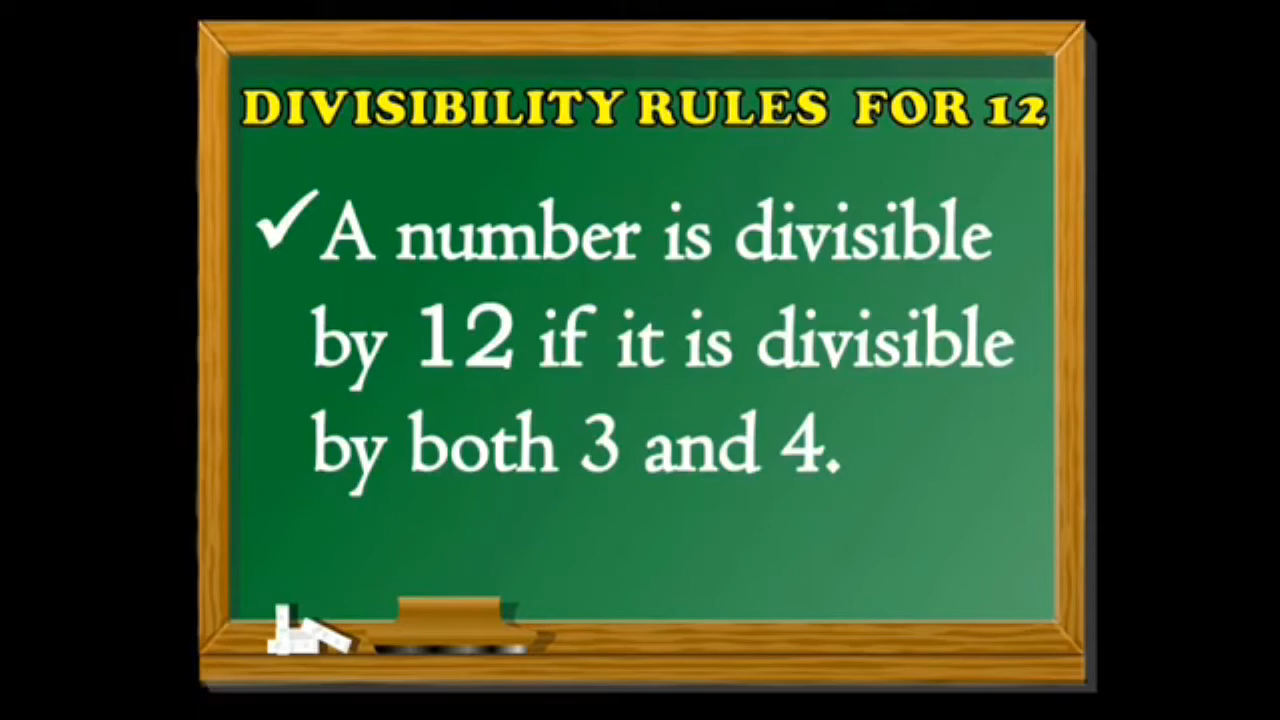 DIVISIBILITY RULES FOR 12
✓A number is divisible
by 12 if it is divisible
by both 3 and 4.